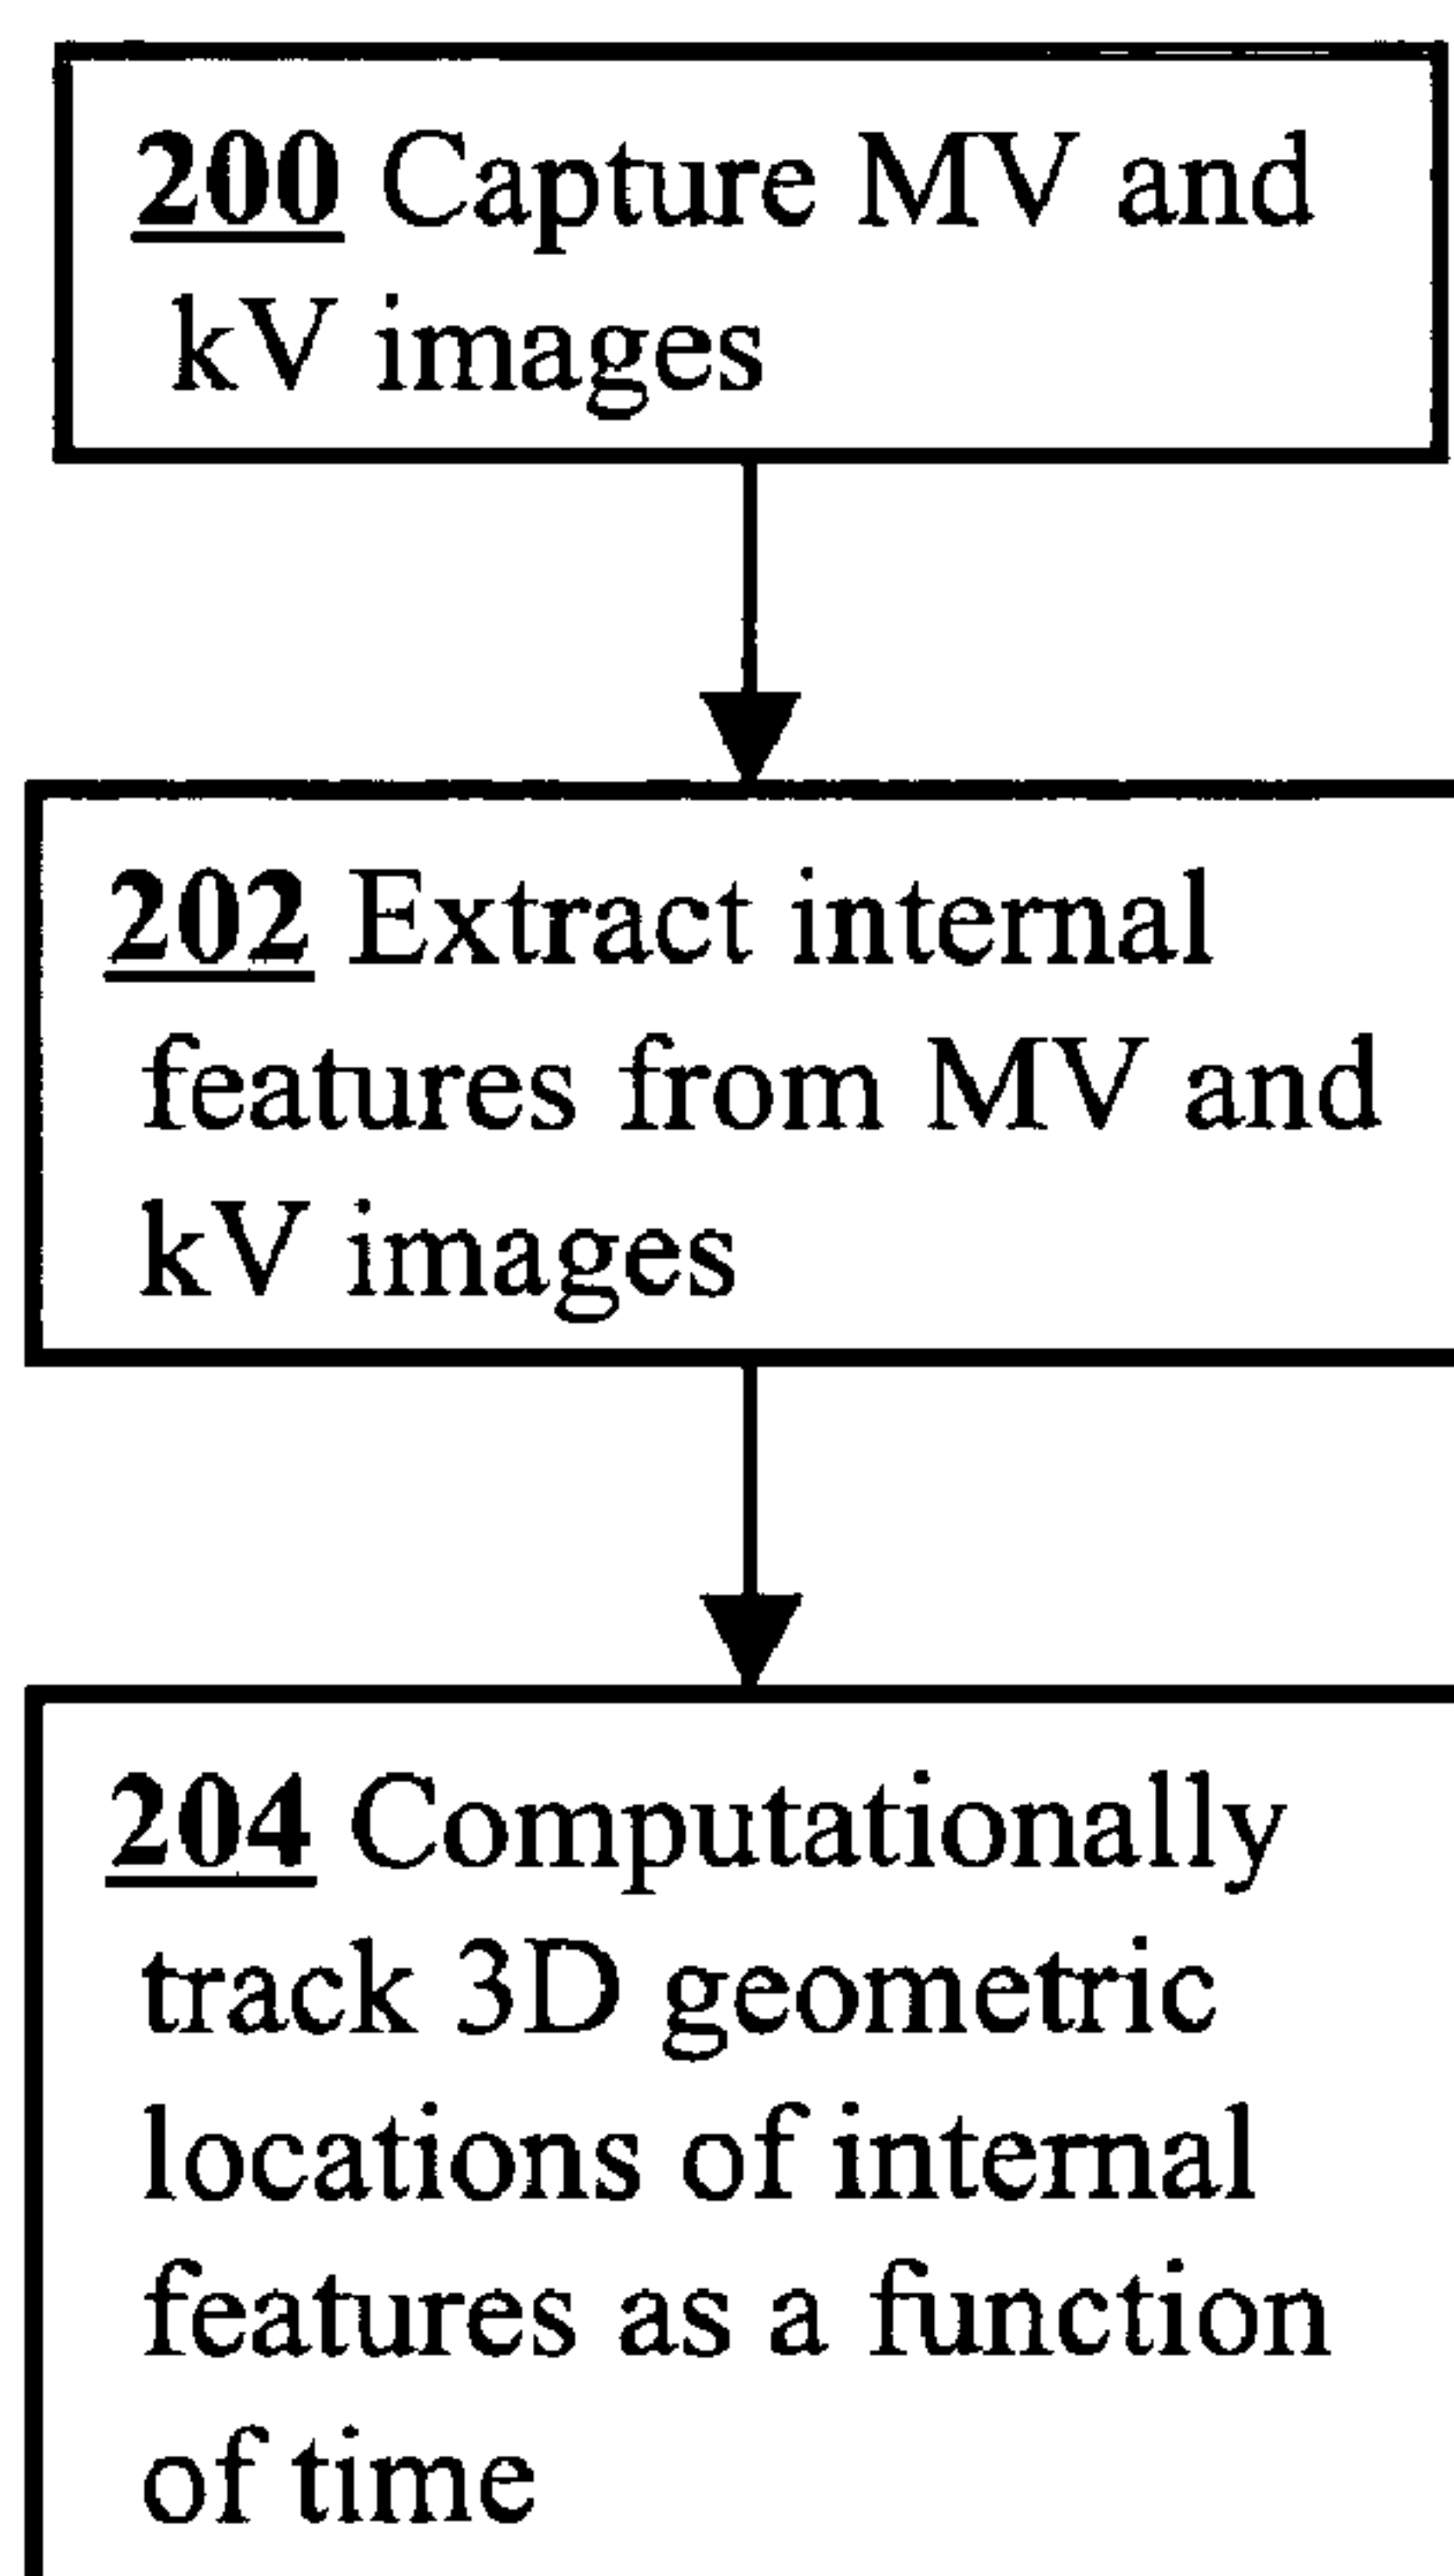 200 Capture MV and
kV images
202 Extract internal
features from MV and
kV images
204 Computationally
track 3D geometric
locations of internal
features as a function
of time